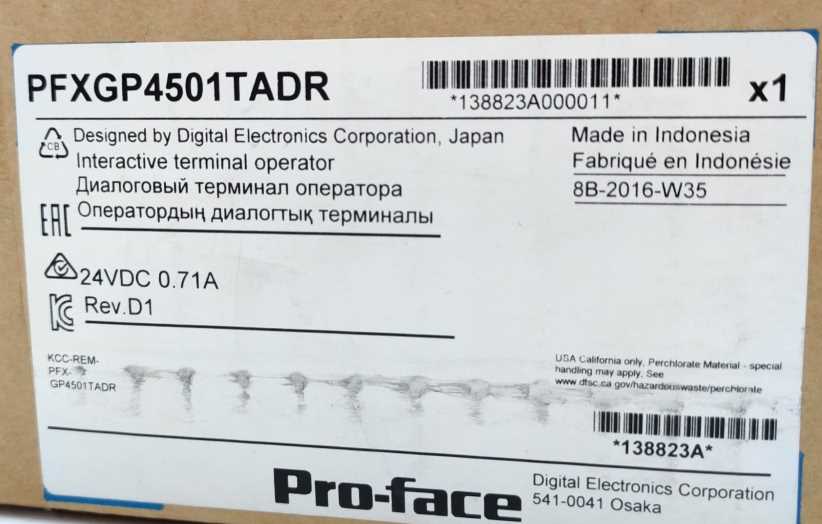 PFXGP4501TADR
*138823A000011*
x1
CB
Designed by Digital Electronics Corporation, Japan
Interactive terminal operator
Диалоговый терминал оператора
Оператордың диалогтық терминалы
EAC
Made in Indonesia
Fabriqué en Indonésie
8B-2016-W35
24VDC 0.71A
Rev.D1
KCC-REM-
PFX-
GP4501TADR
USA California only, Perchlorate Material - special
handling may apply. See
www.dtsc.ca.gov/hazardouswaste/perchlorate
*138823A*
Pro-face
Digital Electronics Corporation
541-0041 Osaka